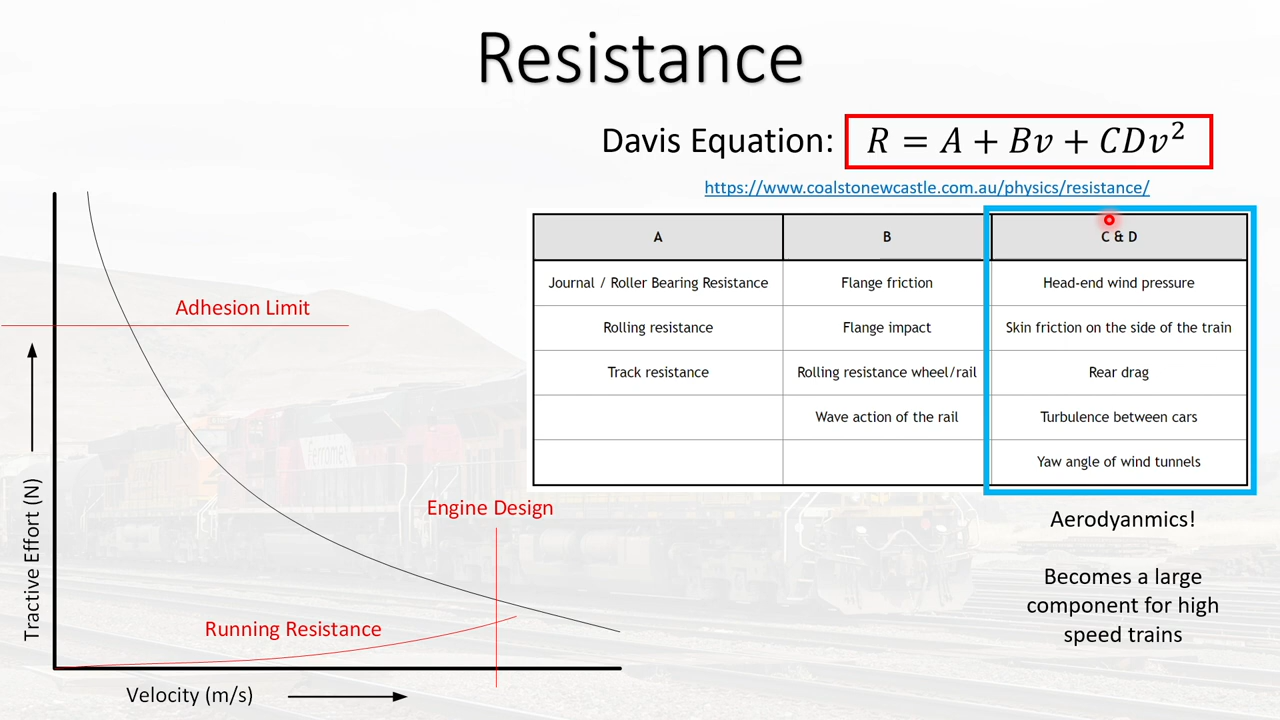 Resistance
Davis Equation: R = A + Bv + CDv²
https://www.coalstonewcastle.com.au/physics/resistance/
A B C & D
Journal / Roller Bearing Resistance Flange friction Head-end wind pressure
Rolling resistance Flange impact Skin friction on the side of the train
Track resistance Rolling resistance wheel/rail Rear drag
Wave action of the rail Turbulence between cars
Yaw angle of wind tunnels
Aerodyanmics!
Becomes a large
component for high
speed trains
Adhesion Limit
Engine Design
Running Resistance
Tractive Effort (N)
Velocity (m/s)
ferromex